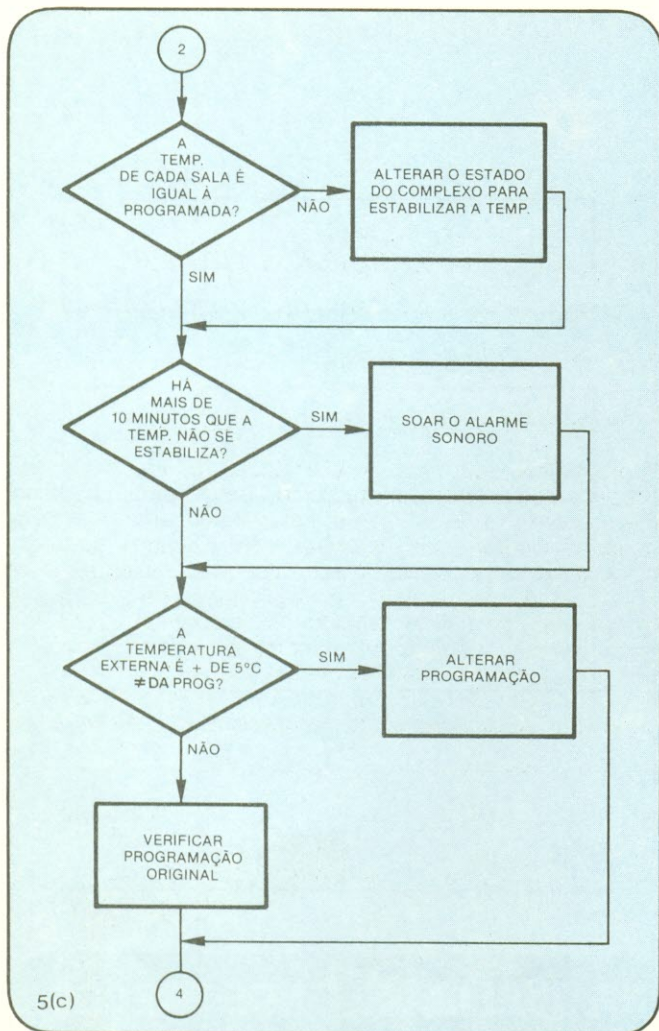 2
A
TEMP.
DE CADA SALA É
IGUAL À
PROGRAMADA?
NÃO
ALTERAR O ESTADO
DO COMPLEXO PARA
ESTABILIZAR A TEMP.
SIM
HÁ
MAIS DE
10 MINUTOS QUE A
TEMP. NÃO SE
ESTABILIZA?
SIM
SOAR O ALARME
SONORO
NÃO
A
TEMPERATURA
EXTERNA É + DE 5°C
≠DA PROG?
SIM
ALTERAR
PROGRAMAÇÃO
NÃO
VERIFICAR
PROGRAMAÇÃO
ORIGINAL
4
5(c)